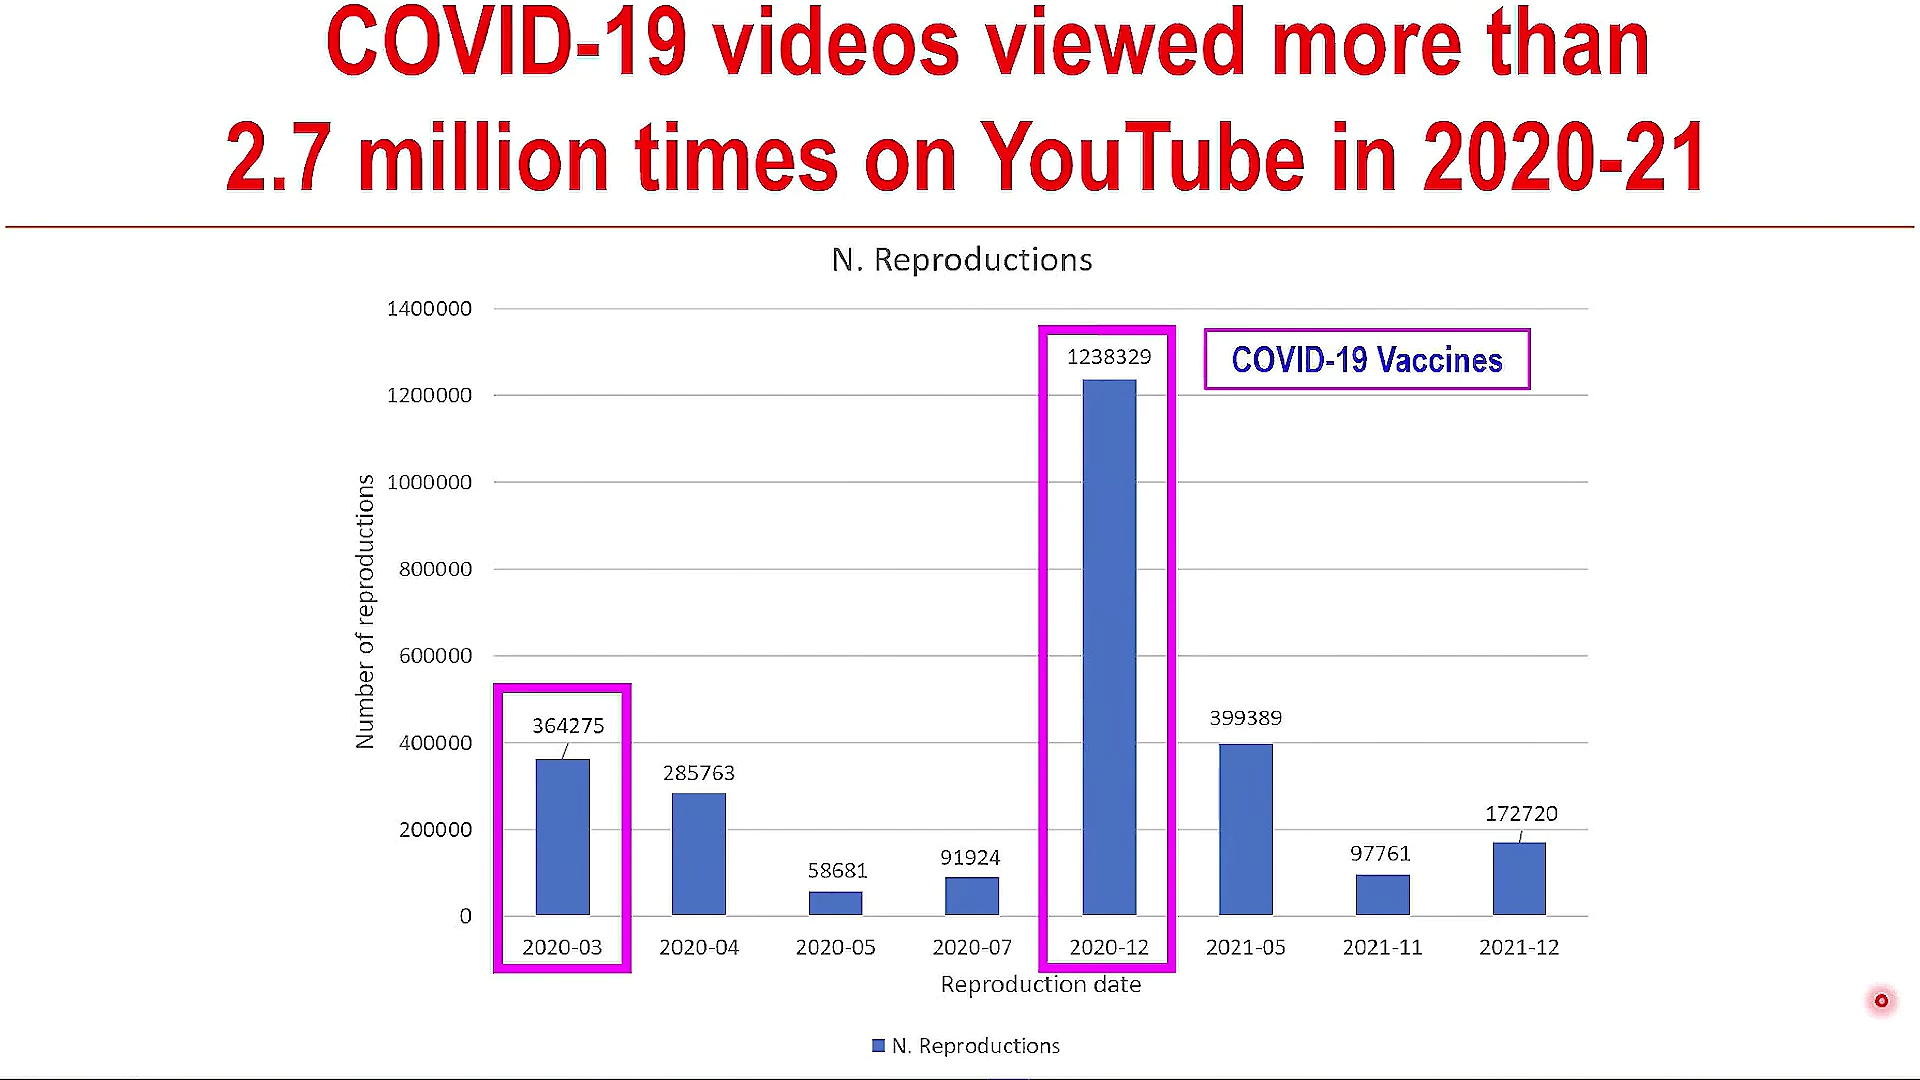 COVID-19 videos viewed more than
2.7 million times on YouTube in 2020-21
N. Reproductions
1400000
1200000
1000000
800000
600000
400000
200000
0
Number of reproductions
364275
285763
58681
91924
1238329
399389
97761
172720
COVID-19 Vaccines
2020-03 2020-04 2020-05 2020-07 2020-12 2021-05 2021-11 2021-12
Reproduction date
N. Reproductions